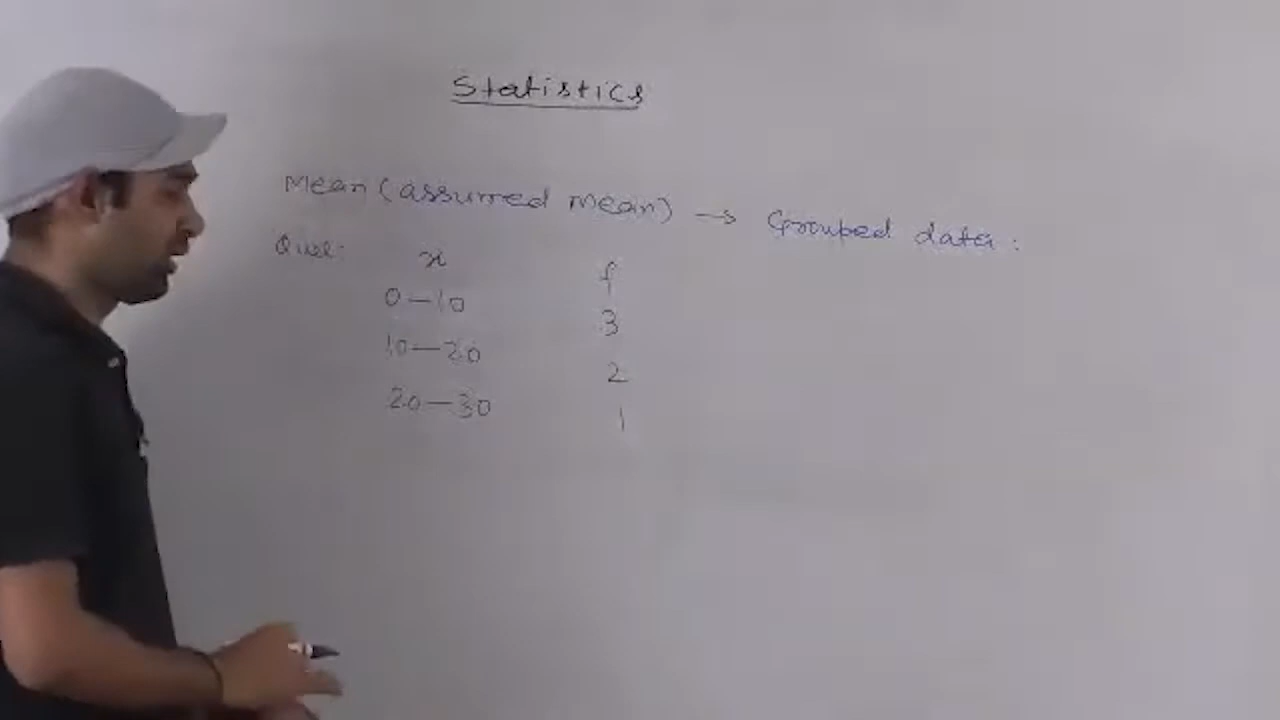 Statistics
Mean (assumed mean) → Grouped data:
Que: x f
0-10 3
10-20 2
20-30 1